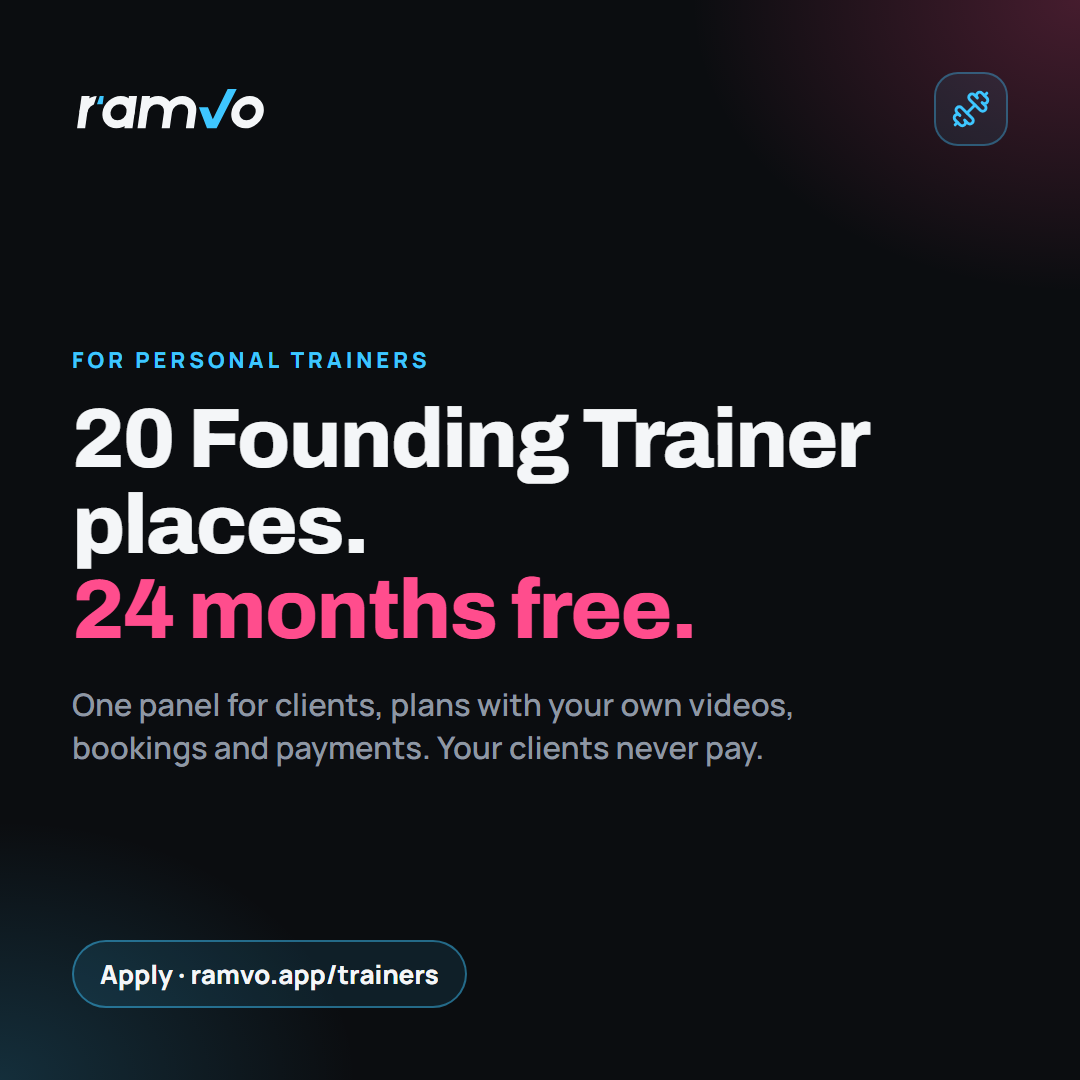 ramvo
FOR PERSONAL TRAINERS
20 Founding Trainer
places.
24 months free.
One panel for clients, plans with your own videos,
bookings and payments. Your clients never pay.
Apply · ramvo.app/trainers